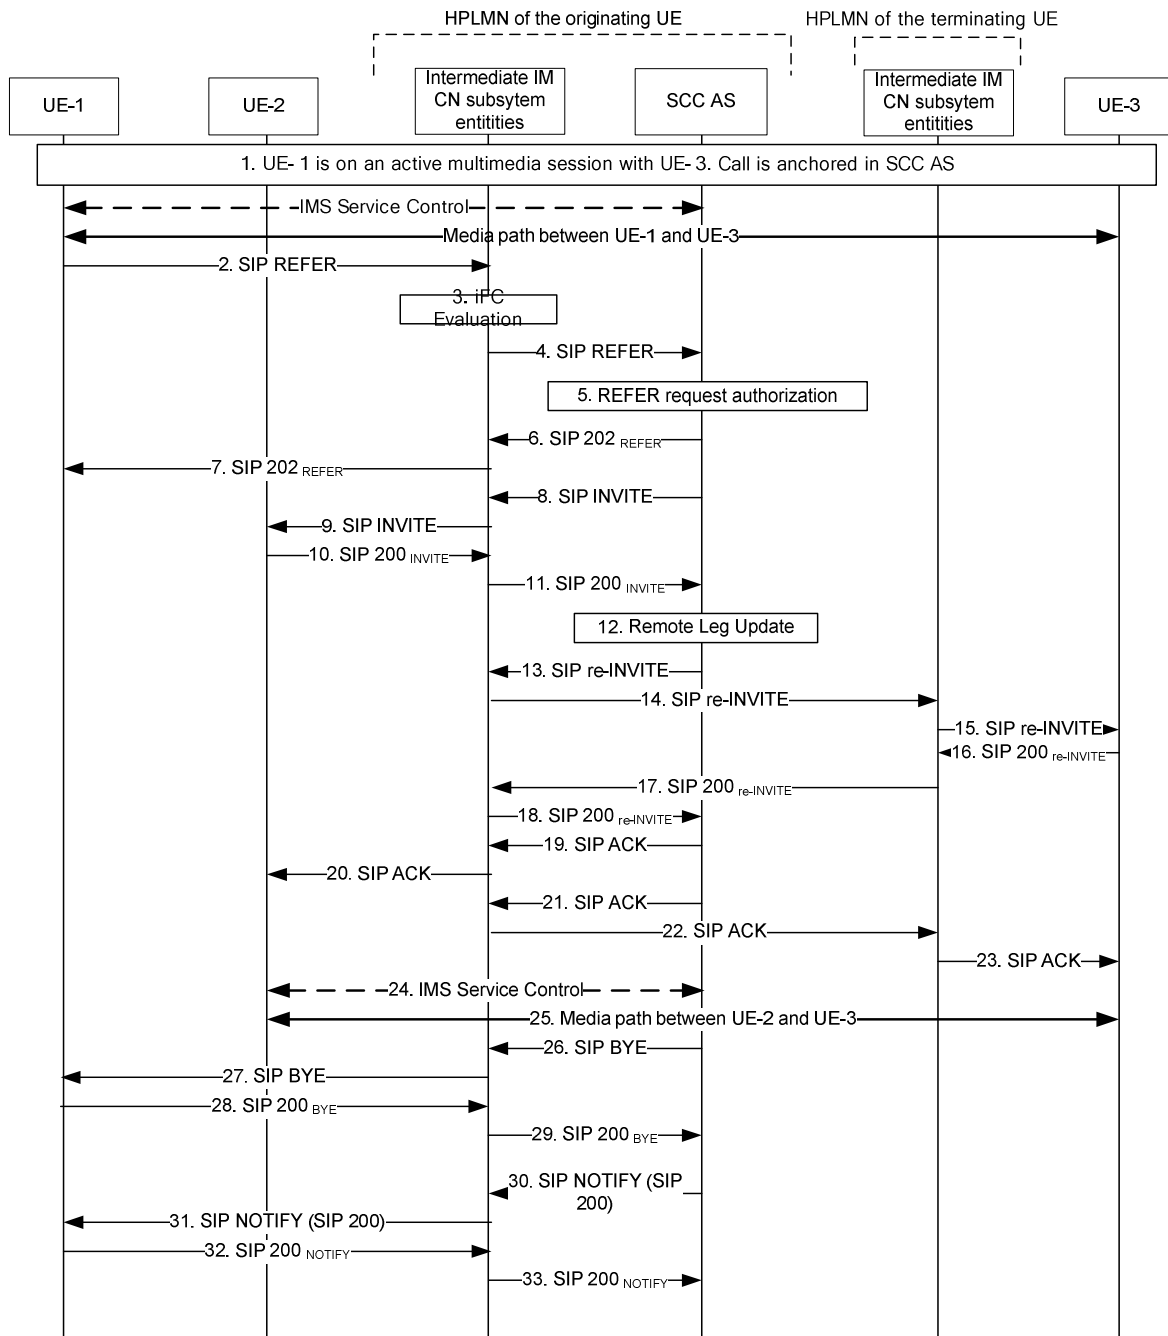 HPLMN of the originating UE
HPLMN of the terminating UE
UE-1
UE-2
Intermediate IM
CN subsytem
entitities
SCC AS
Intermediate IM
CN subsytem
entitities
UE-3
1. UE- 1 is on an active multimedia session with UE- 3. Call is anchored in SCC AS
IMS Service Control
Media path between UE-1 and UE-3
2. SIP REFER
3. iFC
Evaluation
4. SIP REFER
5. REFER request authorization
6. SIP 202 REFER
7. SIP 202 REFER
8. SIP INVITE
9. SIP INVITE
10. SIP 200 INVITE
11. SIP 200 INVITE
12. Remote Leg Update
13. SIP re-INVITE
14. SIP re-INVITE
15. SIP re-INVITE
16. SIP 200 re-INVITE
17. SIP 200 re-INVITE
18. SIP 200 re-INVITE
19. SIP ACK
20. SIP ACK
21. SIP ACK
22. SIP ACK
23. SIP ACK
24. IMS Service Control
25. Media path between UE-2 and UE-3
26. SIP BYE
27. SIP BYE
28. SIP 200 BYE
29. SIP 200 BYE
30. SIP NOTIFY (SIP
200)
31. SIP NOTIFY (SIP 200)
32. SIP 200 NOTIFY
33. SIP 200 NOTIFY